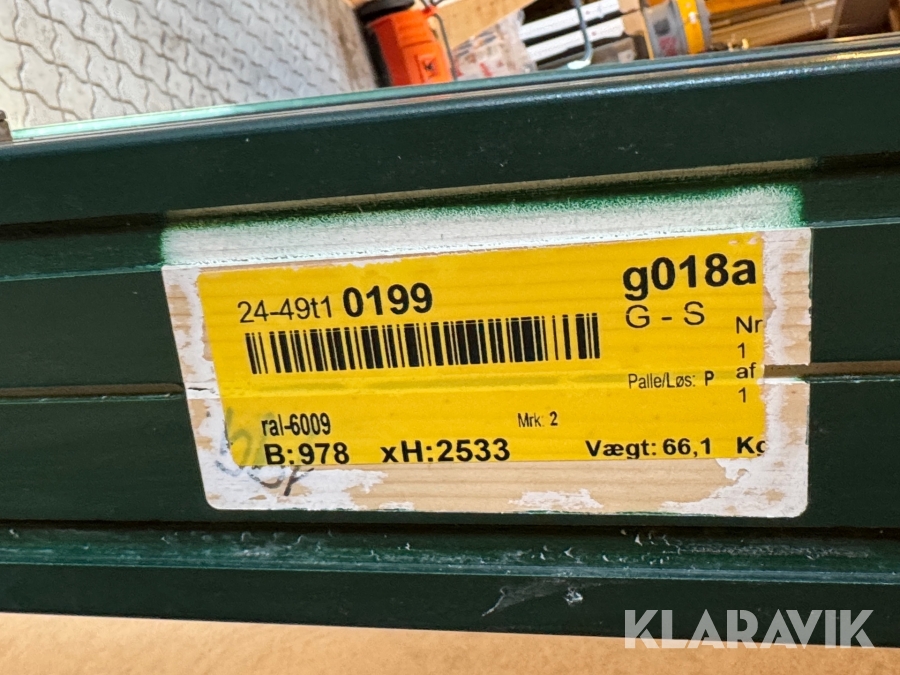 24-49t1 0199
g018a
G - S
Nr
1
af
1
Palle/Løs: P
ral-6009
Mrk: 2
B:978 xH:2533
Vægt: 66,1 Kg
KLARAVIK